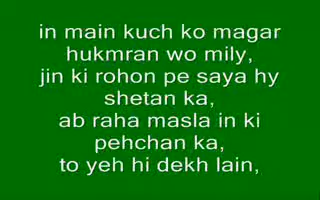 in main kuch ko magar
hukmran wo mily,
jin ki rohon pe saya hy
shetan ka,
ab raha masla in ki
pehchan ka,
to yeh hi dekh lain,